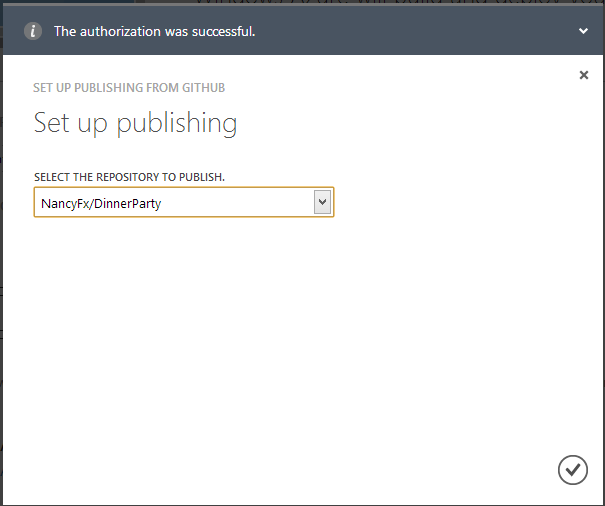 The authorization was successful.
SET UP PUBLISHING FROM GITHUB
Set up publishing
SELECT THE REPOSITORY TO PUBLISH.
NancyFx/DinnerParty